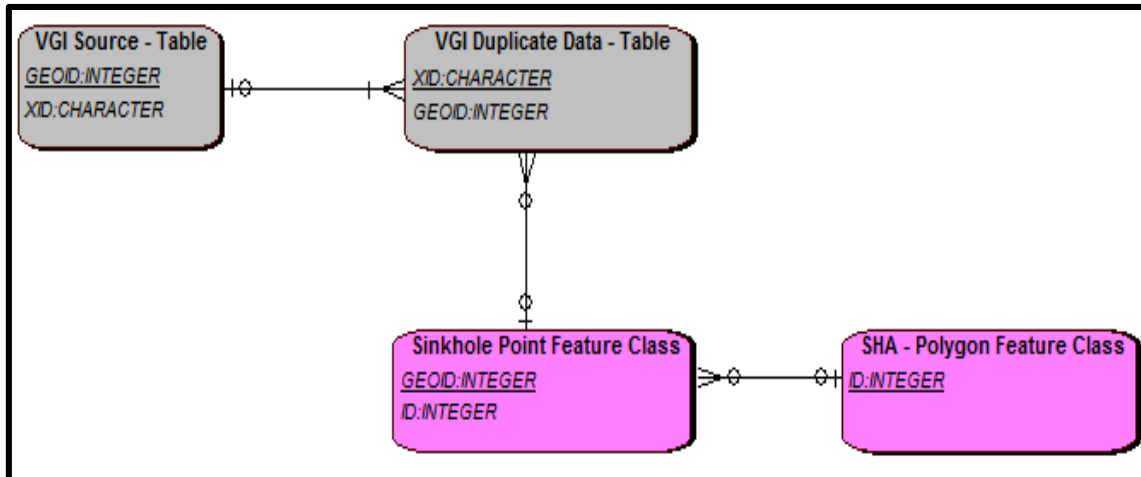 VGI Source - Table
GEOID:INTEGER
XID:CHARACTER
VGI Duplicate Data - Table
XID:CHARACTER
GEOID:INTEGER
Sinkhole Point Feature Class
GEOID:INTEGER
ID:INTEGER
SHA - Polygon Feature Class
ID:INTEGER